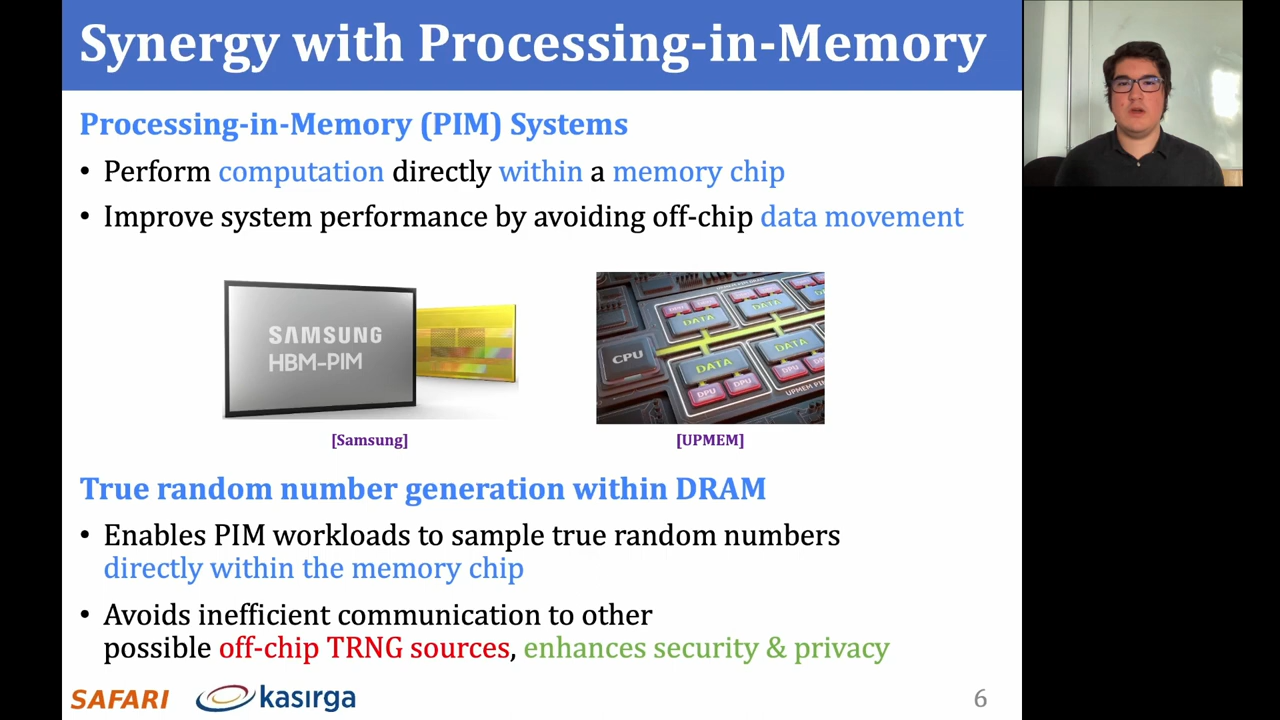 Synergy with Processing-in-Memory
Processing-in-Memory (PIM) Systems
• Perform computation directly within a memory chip
• Improve system performance by avoiding off-chip data movement
SAMSUNG
HBM-PIM
CPU
DATA
DATA
DATA
DATA
DPU
DPU
DPU
DPU
UPMEM PIM
[Samsung]
[UPMEM]
True random number generation within DRAM
• Enables PIM workloads to sample true random numbers
directly within the memory chip
• Avoids inefficient communication to other
possible off-chip TRNG sources, enhances security & privacy
SAFARI
kasırga
6